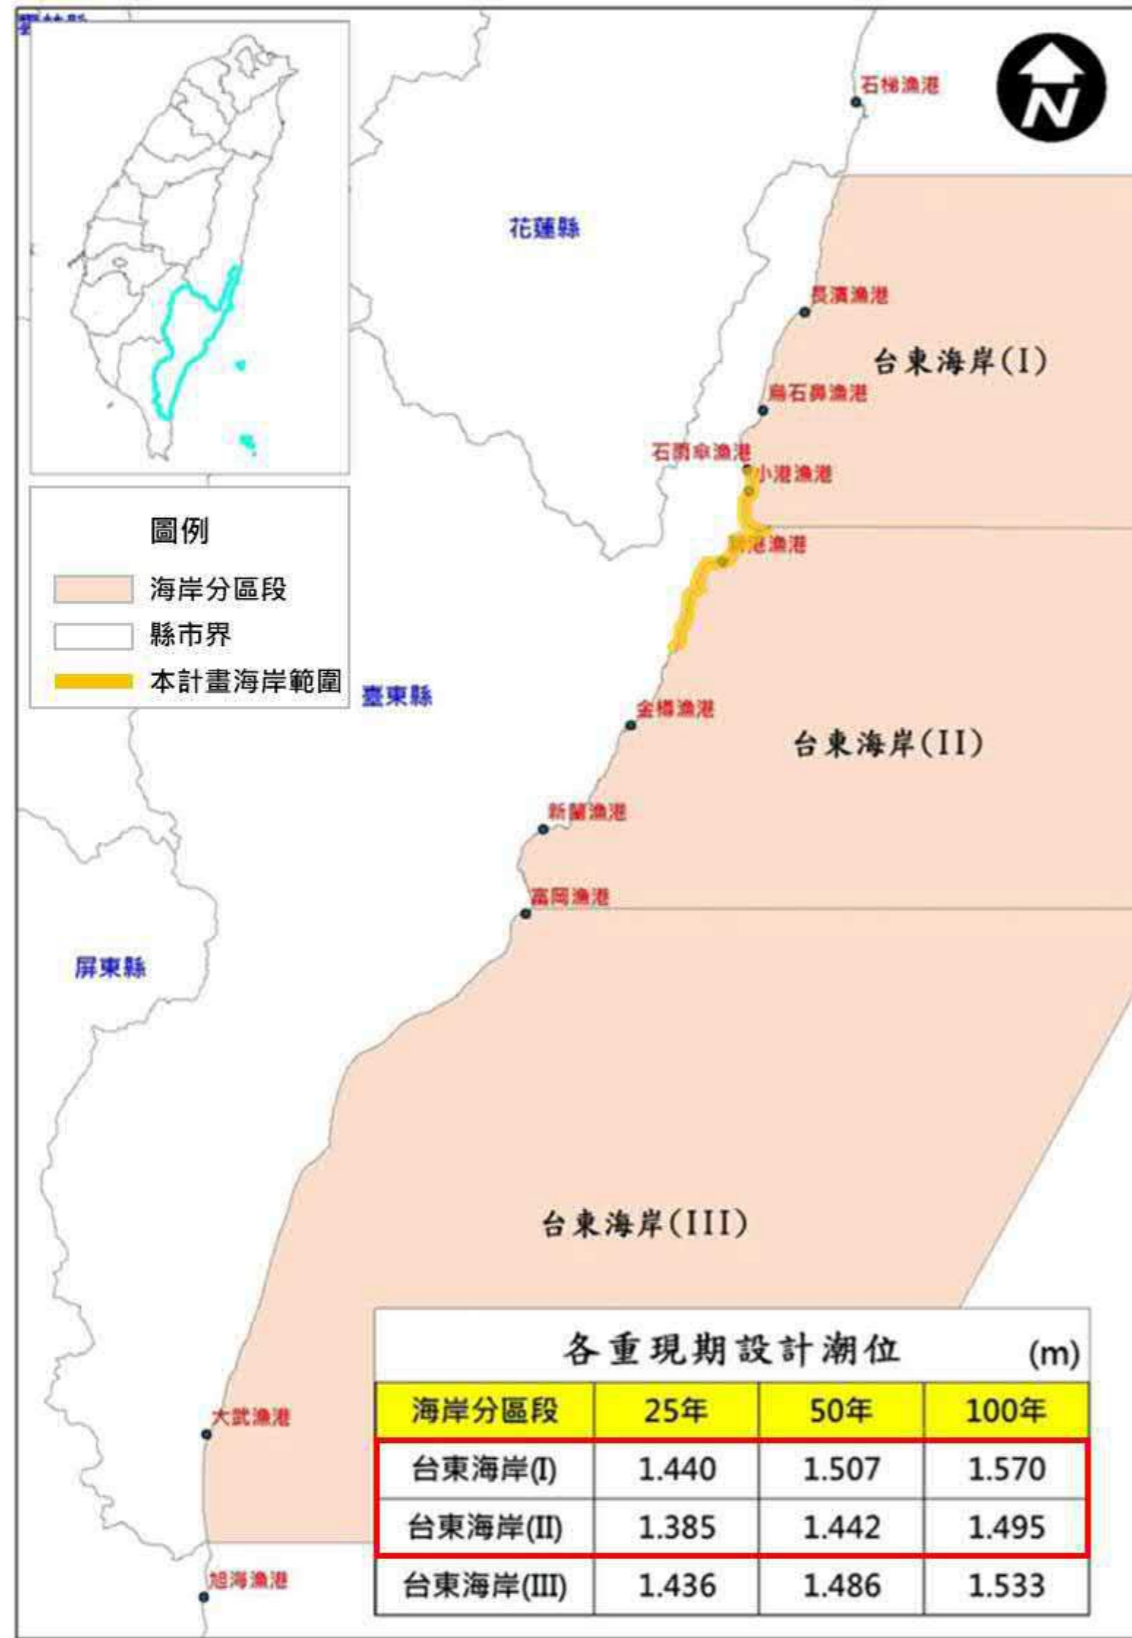 N
石梯漁港
花蓮縣
長濱漁港
台東海岸(I)
烏石鼻漁港
石雨傘漁港
小港漁港
港漁港
圖例
海岸分區段
縣市界
本計畫海岸範圍
臺東縣
金樽漁港
台東海岸(II)
新蘭漁港
富岡漁港
屏東縣
台東海岸(III)
各重現期設計潮位 (m)
海岸分區段 25年 50年 100年
台東海岸(I) 1.440 1.507 1.570
台東海岸(II) 1.385 1.442 1.495
台東海岸(III) 1.436 1.486 1.533
大武漁港
旭海漁港